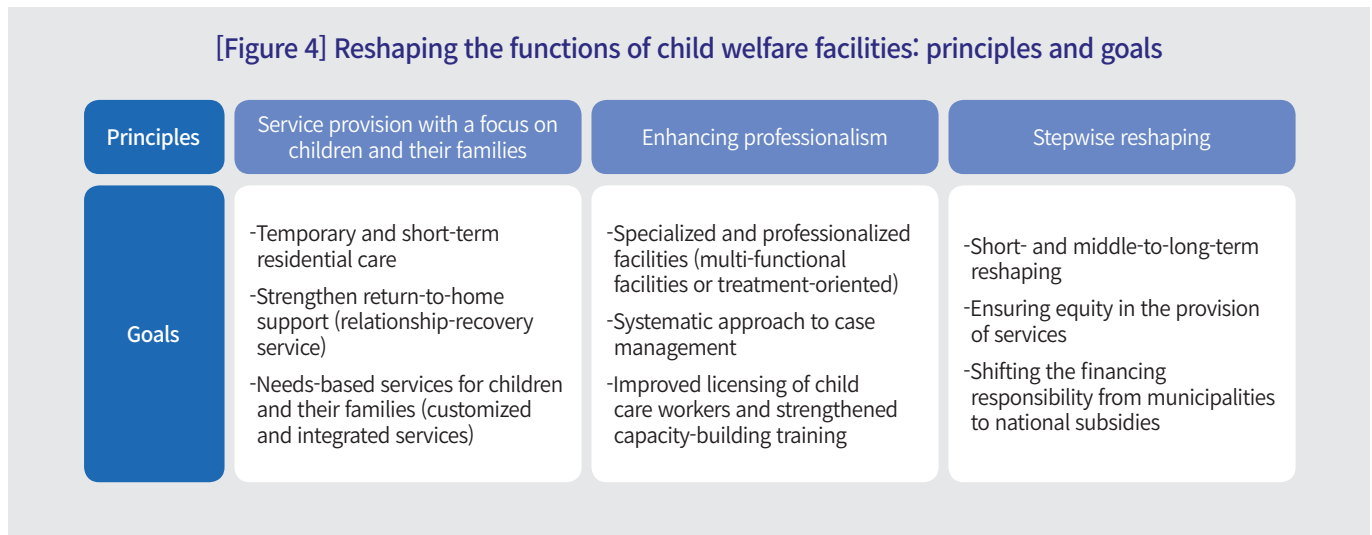 [Figure 4] Reshaping the functions of child welfare facilities: principles and goals
Principles
Service provision with a focus on
children and their families
Enhancing professionalism
Stepwise reshaping
Goals
-Temporary and short-term
residential care
-Strengthen return-to-home
support (relationship-recovery
service)
-Needs-based services for children
and their families (customized
and integrated services)
-Specialized and professionalized
facilities (multi-functional
facilities or treatment-oriented)
-Systematic approach to case
management
-Improved licensing of child
care workers and strengthened
capacity-building training
-Short- and middle-to-long-term
reshaping
-Ensuring equity in the provision
of services
-Shifting the financing
responsibility from municipalities
to national subsidies